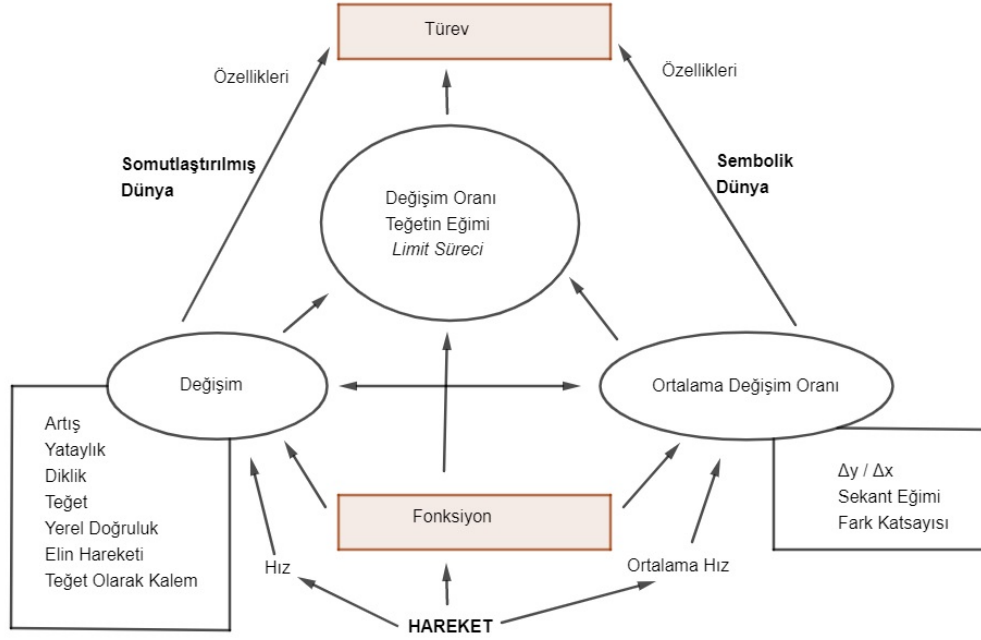 Türev
Özellikleri
Özellikleri
Somutlaştırılmış
Dünya
Sembolik
Dünya
Değişim Oranı
Teğetin Eğimi
Limit Süreci
Değişim
Ortalama Değişim Oranı
Artış
Yataylık
Diklik
Teğet
Yerel Doğruluk
Elin Hareketi
Teğet Olarak Kalem
Δy / Δx
Sekant Eğimi
Fark Katsayısı
Fonksiyon
Hız
Ortalama Hız
HAREKET